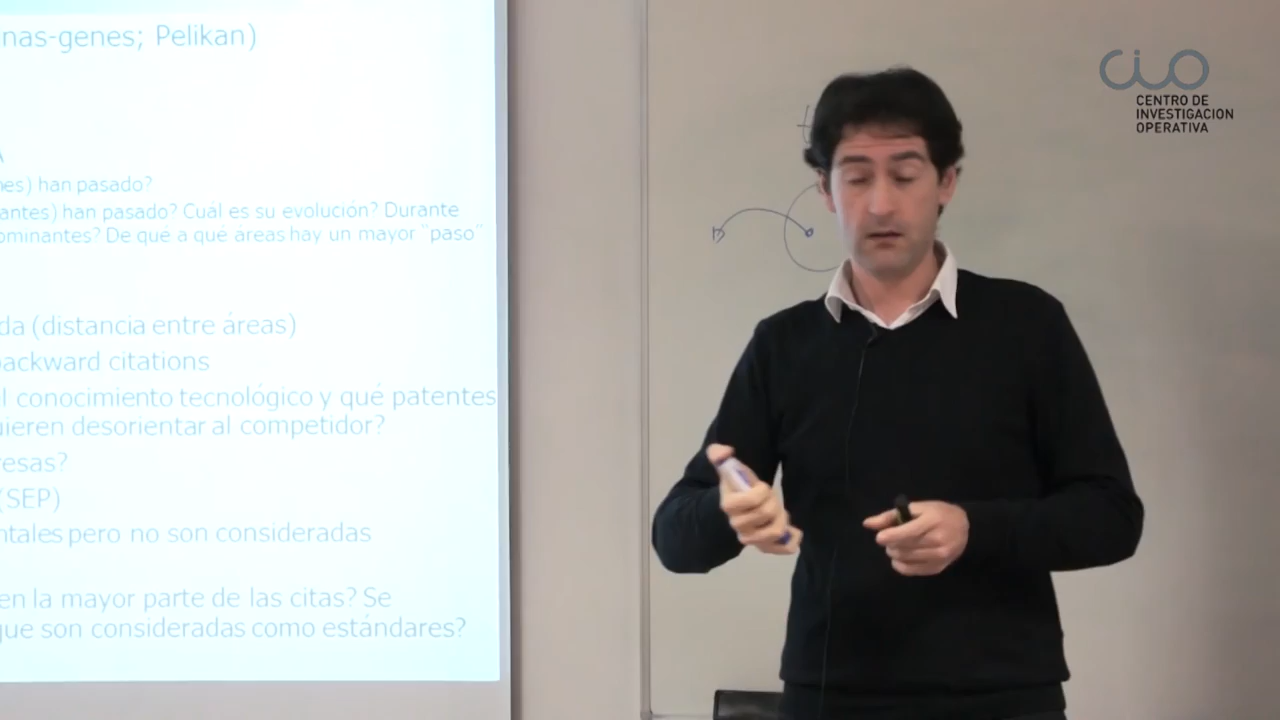 nas-genes; Pelikan)
nes) han pasado?
antes) han pasado? Cuál es su evolución? Durante
ominantes? De qué a qué áreas hay un mayor "paso"
da (distancia entre áreas)
backward citations
l conocimiento tecnológico y qué patentes
uieren desorientar al competidor?
resas?
(SEP)
ntales pero no son consideradas
en la mayor parte de las citas? Se
que son consideradas como estándares?
CIO
CENTRO DE
INVESTIGACION
OPERATIVA